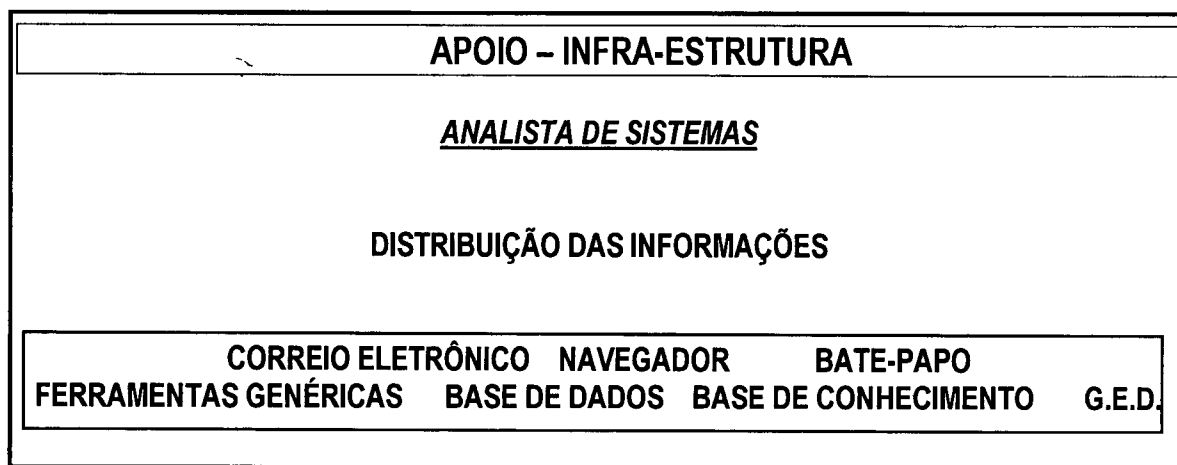 APOIO – INFRA-ESTRUTURA
ANALISTA DE SISTEMAS
DISTRIBUIÇÃO DAS INFORMAÇÕES
CORREIO ELETRÔNICO NAVEGADOR BATE-PAPO
FERRAMENTAS GENÉRICAS BASE DE DADOS BASE DE CONHECIMENTO G.E.D.